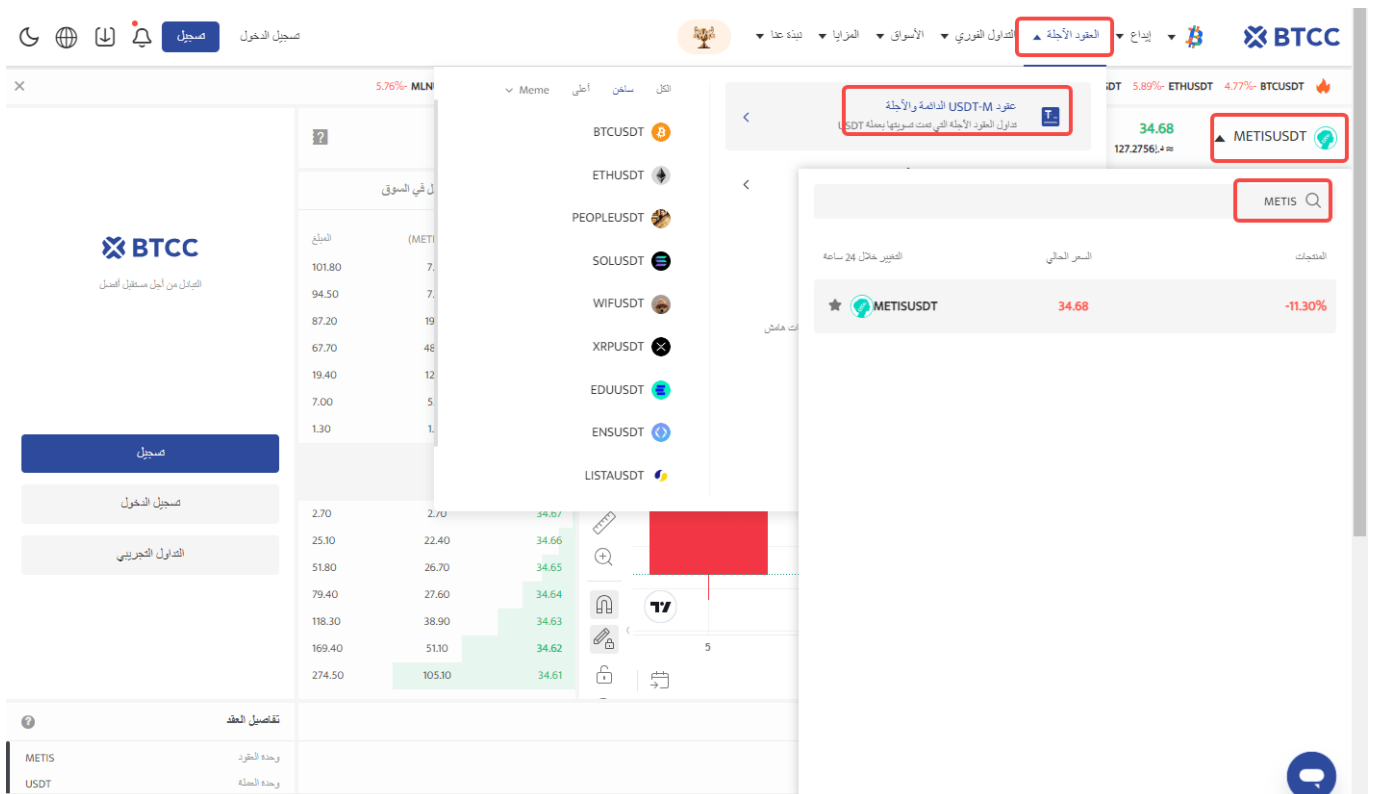 BTCC
إيداع
العقود الآجلة
التداول الفوري
الأسواق
المزايا
نبذه عنا
تسجيل الدخول
تسجيل
BTCUSDT -4.77%
ETHUSDT -5.89%
5.76%-
METISUSDT
34.68
عقود USDT-M الدائمة والآجلة
تداول العقود الآجلة التي تمت تسويتها بعملة USDT
الكل
ساخن
أعلى
Meme
BTCUSDT
ETHUSDT
PEOPLEUSDT
SOLUSDT
WIFUSDT
XRPUSDT
EDUUSDT
ENSUSDT
LISTAUSDT
METIS
المنتجات
السعر الحالي
التغيير خلال 24 ساعة
METISUSDT
34.68
-11.30%
BTCC
التبادل من أجل مستقبل أفضل
تسجيل
تسجيل الدخول
التداول التجريبي
ل في السوق
المبلغ
101.80
94.50
87.20
67.70
19.40
7.00
1.30
2.70 2.70 34.67
25.10 22.40 34.66
51.80 26.70 34.65
79.40 27.60 34.64
118.30 38.90 34.63
169.40 51.10 34.62
274.50 105.10 34.61
5
تفاصيل العقد
وحدة العقود
METIS
وحدة العملة
USDT